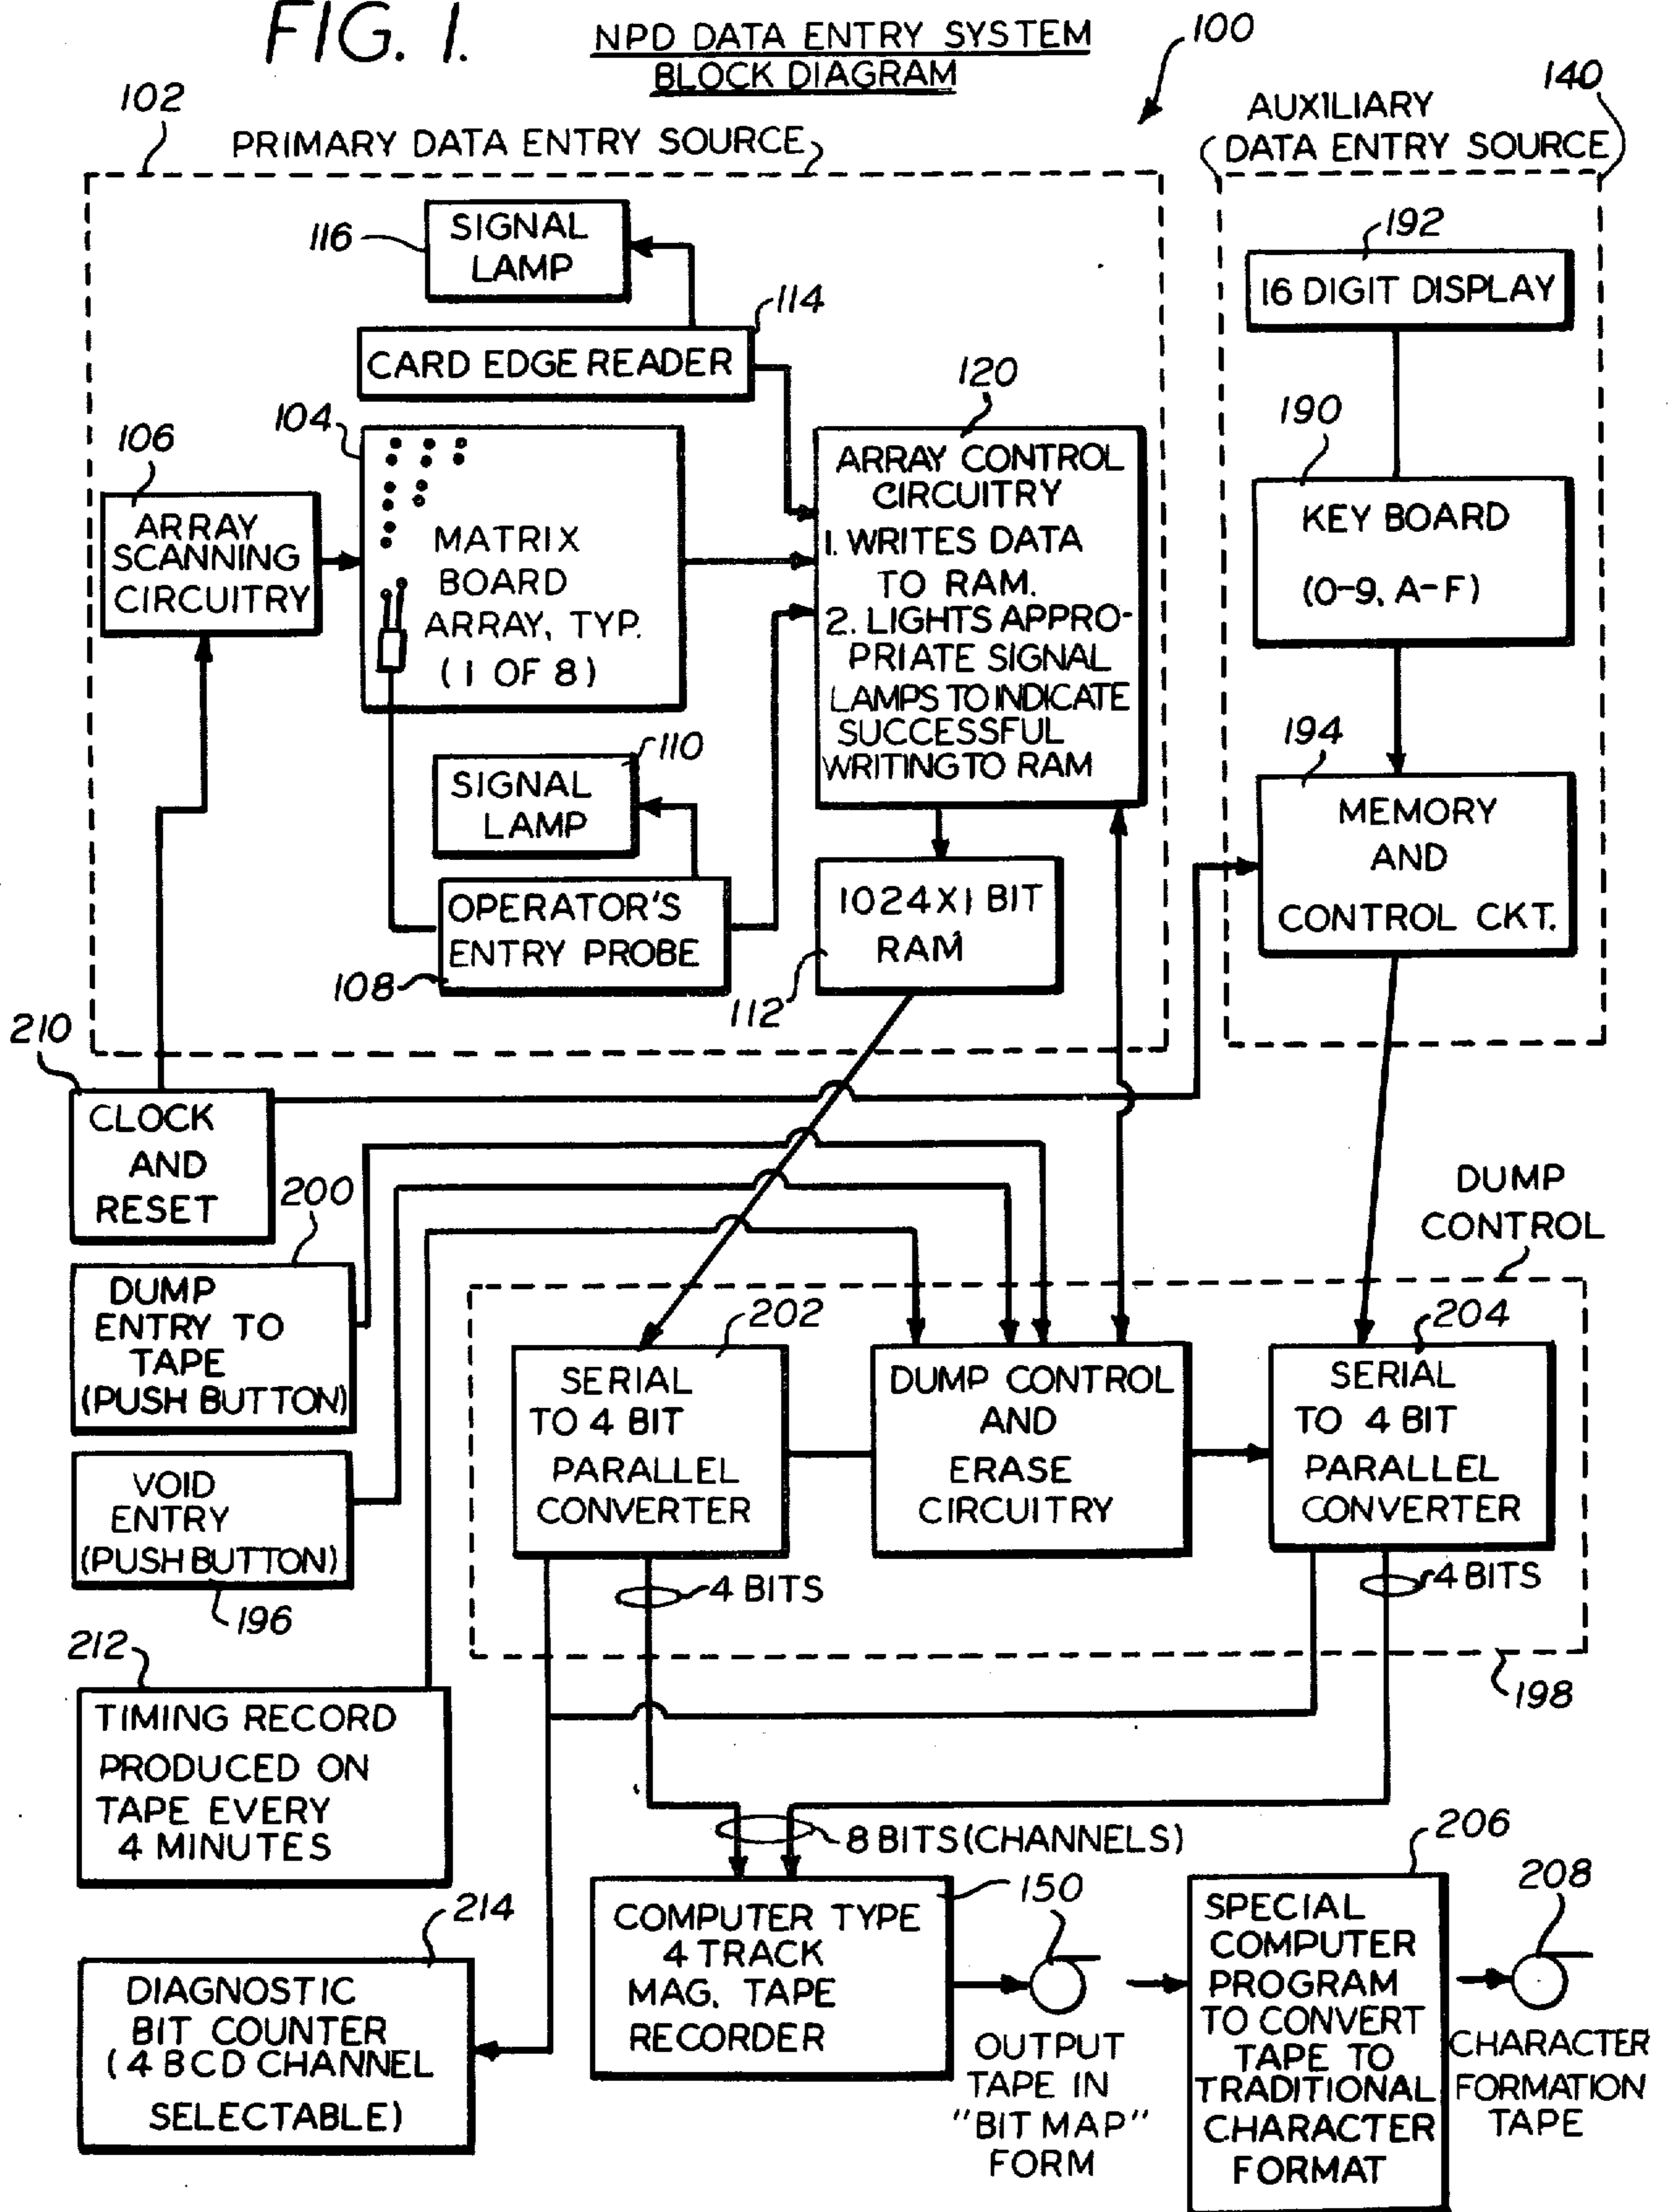 FIG. 1.
NPD DATA ENTRY SYSTEM
BLOCK DIAGRAM
100
102
PRIMARY DATA ENTRY SOURCE
140
AUXILIARY
DATA ENTRY SOURCE
116
SIGNAL
LAMP
114
CARD EDGE READER
192
16 DIGIT DISPLAY
106
ARRAY
SCANNING
CIRCUITRY
104
MATRIX
BOARD
ARRAY, TYP.
(1 OF 8)
120
ARRAY CONTROL
CIRCUITRY
1. WRITES DATA
TO RAM.
2. LIGHTS APPRO-
PRIATE SIGNAL
LAMPS TO INDICATE
SUCCESSFUL
WRITING TO RAM
190
KEY BOARD
(0-9, A-F)
110
SIGNAL
LAMP
194
MEMORY
AND
CONTROL CKT.
OPERATOR'S
ENTRY PROBE
108
1024X1 BIT
RAM
112
210
CLOCK
AND
RESET
200
DUMP
ENTRY TO
TAPE
(PUSH BUTTON)
DUMP
CONTROL
202
SERIAL
TO 4 BIT
PARALLEL
CONVERTER
DUMP CONTROL
AND
ERASE
CIRCUITRY
204
SERIAL
TO 4 BIT
PARALLEL
CONVERTER
VOID
ENTRY
(PUSH BUTTON)
196
4 BITS
4 BITS
198
212
TIMING RECORD
PRODUCED ON
TAPE EVERY
4 MINUTES
8 BITS (CHANNELS)
214
DIAGNOSTIC
BIT COUNTER
(4 BCD CHANNEL
SELECTABLE)
COMPUTER TYPE
4 TRACK
MAG. TAPE
RECORDER
150
OUTPUT
TAPE IN
"BIT MAP"
FORM
206
SPECIAL
COMPUTER
PROGRAM
TO CONVERT
TAPE TO
TRADITIONAL
CHARACTER
FORMAT
208
CHARACTER
FORMATION
TAPE